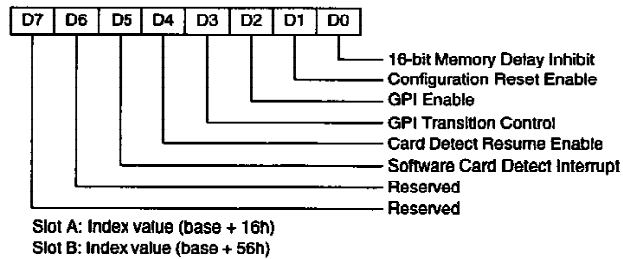 D7 D6 D5 D4 D3 D2 D1 D0
16-bit Memory Delay Inhibit
Configuration Reset Enable
GPI Enable
GPI Transition Control
Card Detect Resume Enable
Software Card Detect Interrupt
Reserved
Reserved
Slot A: Index value (base + 16h)
Slot B: Index value (base + 56h)